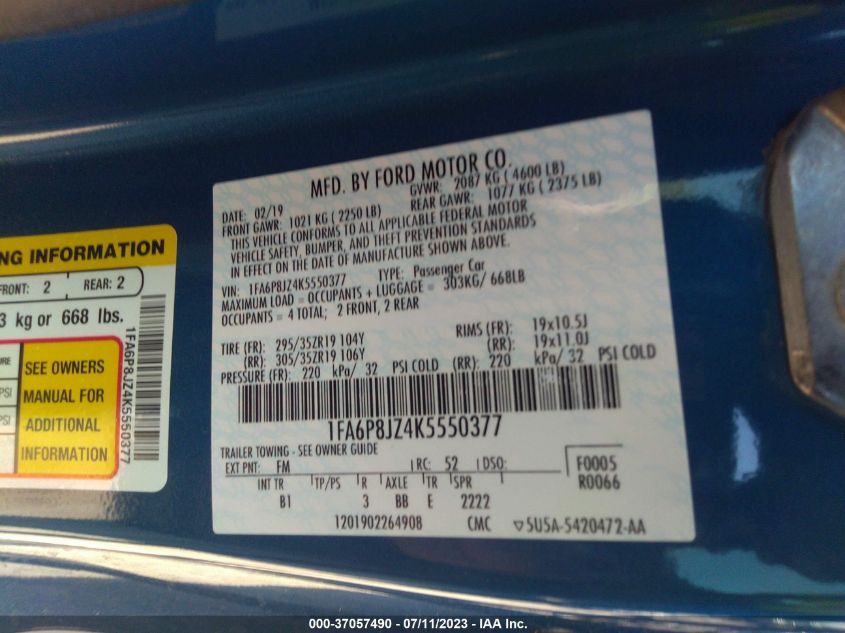 MFD. BY FORD MOTOR CO.
DATE: 02/19 GVWR: 2087 KG ( 4600 LB)
FRONT GAWR: 1021 KG ( 2250 LB) REAR GAWR: 1077 KG ( 2375 LB)
THIS VEHICLE CONFORMS TO ALL APPLICABLE FEDERAL MOTOR
VEHICLE SAFETY, BUMPER, AND THEFT PREVENTION STANDARDS
IN EFFECT ON THE DATE OF MANUFACTURE SHOWN ABOVE.
VIN: 1FA6P8JZ4K5550377 TYPE: Passenger Car
MAXIMUM LOAD = OCCUPANTS + LUGGAGE = 303KG/ 668LB
OCCUPANTS = 4 TOTAL; 2 FRONT, 2 REAR
TIRE (FR): 295/35ZR19 104Y RIMS (FR): 19x10.5J
(RR): 305/35ZR19 106Y (RR): 19x11.0J
PRESSURE (FR): 220 kPa/ 32 PSI COLD (RR): 220 kPa/ 32 PSI COLD
1FA6P8JZ4K5550377
TRAILER TOWING - SEE OWNER GUIDE
EXT PNT: FM RC: 52 DSO: F0005
R0066
INT TR TP/PS R AXLE TR SPR
B1 3 BB E 2222
1201902264908 CMC 5U5A-5420472-AA
NG INFORMATION
FRONT: 2 REAR: 2
3 kg or 668 lbs.
SEE OWNERS
MANUAL FOR
ADDITIONAL
INFORMATION
PSI
PSI
1FA6P8JZ4K5550377
000-37057490 - 07/11/2023 - IAA Inc.